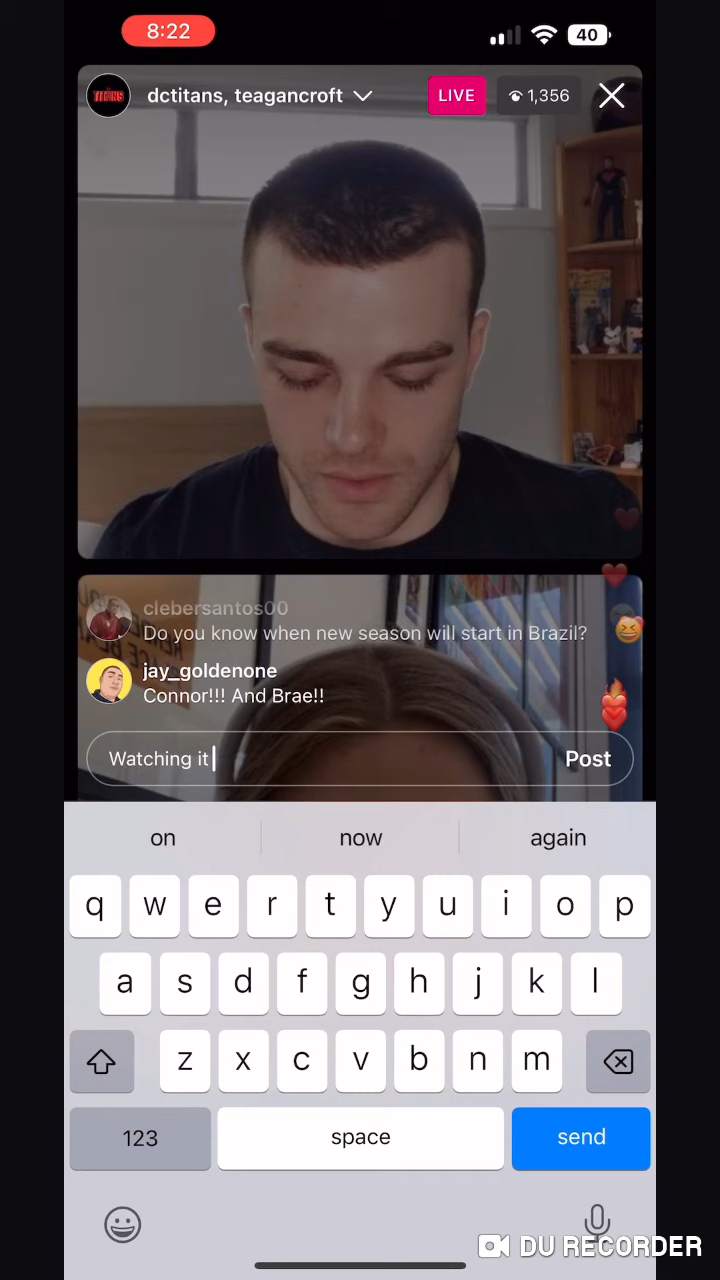 8:22
40
TITANS
dctitans, teagancroft
LIVE
1,356
clebersantos00
Do you know when new season will start in Brazil?
jay_goldenone
Connor!!! And Brae!!
Watching it
Post
on now again
q w e r t y u i o p
a s d f g h j k l
z x c v b n m
123 space send
DU RECORDER